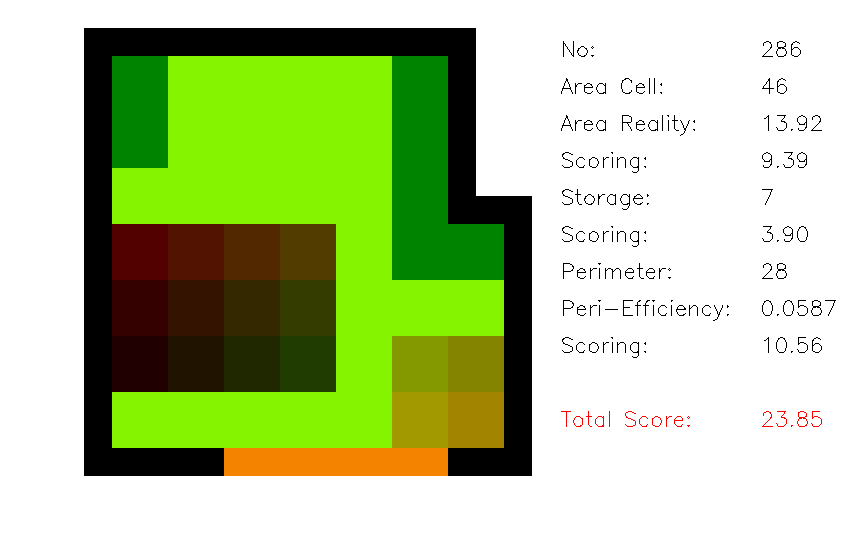 No: 286
Area Cell: 46
Area Reality: 13.92
Scoring: 9.39
Storage: 7
Scoring: 3.90
Perimeter: 28
Peri-Efficiency: 0.0587
Scoring: 10.56
Total Score: 23.85